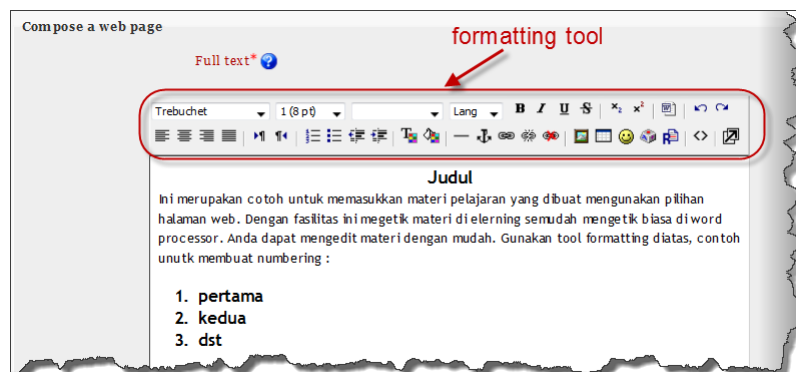 Compose a web page
formatting tool
Full text* ?
Trebuchet 1 (8 pt) Lang B I U S x₂ x² W
Judul
Ini merupakan cotoh untuk memasukkan materi pelajaran yang dibuat mengunakan pilihan
halaman web. Dengan fasilitas ini megetik materi di elerning semudah mengetik biasa di word
processor. Anda dapat mengedit materi dengan mudah. Gunakan tool formatting diatas, contoh
unutk membuat numbering :
1. pertama
2. kedua
3. dst